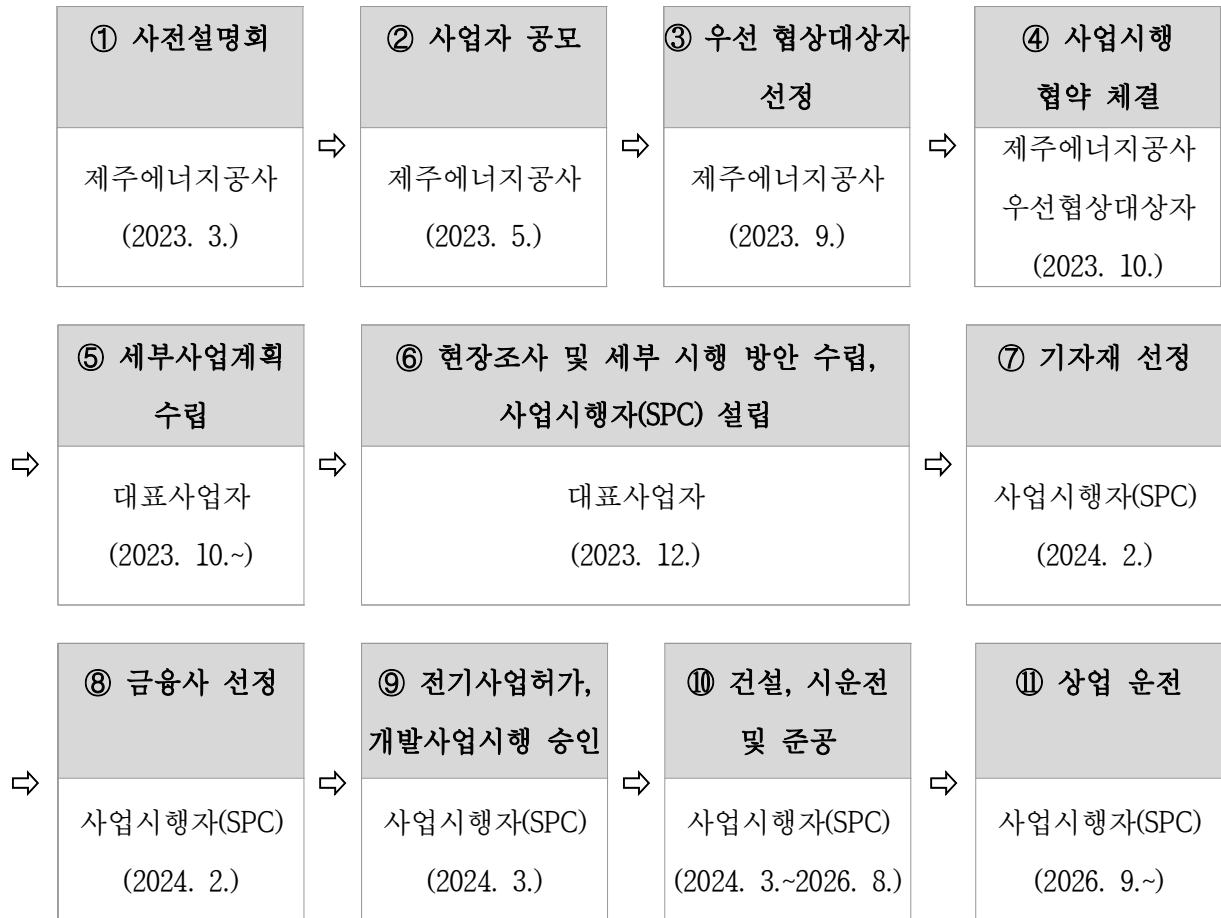 ① 사전설명회
제주에너지공사
(2023. 3.)
⇨
② 사업자 공모
제주에너지공사
(2023. 5.)
⇨
③ 우선 협상대상자
선정
제주에너지공사
(2023. 9.)
⇨
④ 사업시행
협약 체결
제주에너지공사
우선협상대상자
(2023. 10.)
⇨
⑤ 세부사업계획
수립
대표사업자
(2023. 10.~)
⇨
⑥ 현장조사 및 세부 시행 방안 수립,
사업시행자(SPC) 설립
대표사업자
(2023. 12.)
⇨
⑦ 기자재 선정
사업시행자(SPC)
(2024. 2.)
⇨
⑧ 금융사 선정
사업시행자(SPC)
(2024. 2.)
⇨
⑨ 전기사업허가,
개발사업시행 승인
사업시행자(SPC)
(2024. 3.)
⇨
⑩ 건설, 시운전
및 준공
사업시행자(SPC)
(2024. 3.~2026. 8.)
⇨
⑪ 상업 운전
사업시행자(SPC)
(2026. 9.~)